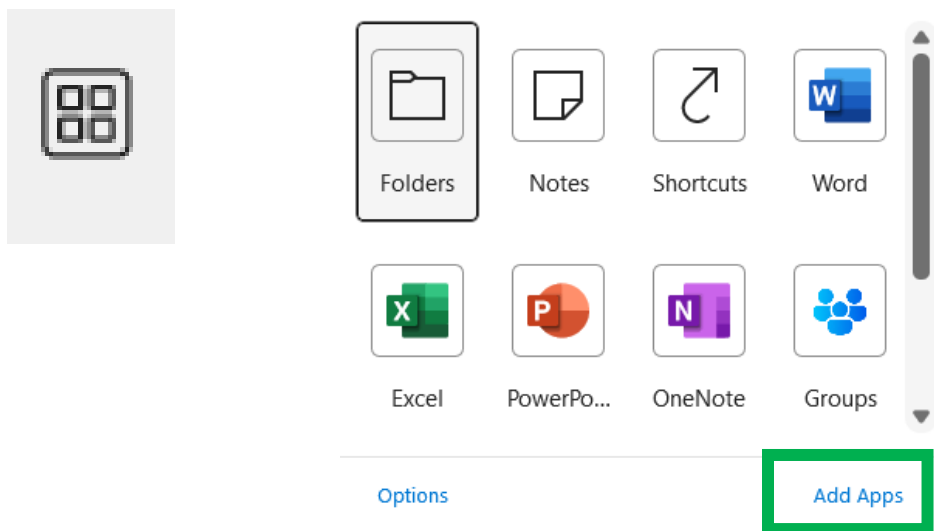 Folders Notes Shortcuts Word
W
X P N
Excel PowerPo... OneNote Groups
Options Add Apps